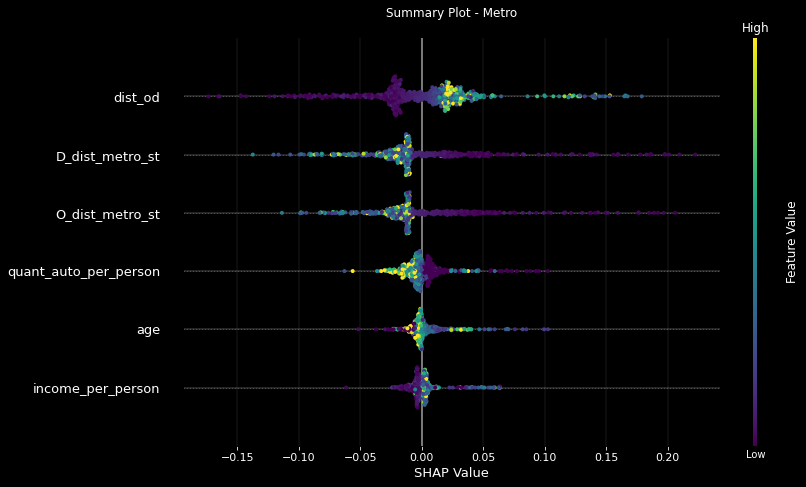 Summary Plot - Metro
High
dist_od
D_dist_metro_st
O_dist_metro_st
quant_auto_per_person
age
income_per_person
Feature Value
Low
−0.15 −0.10 −0.05 0.00 0.05 0.10 0.15 0.20
SHAP Value